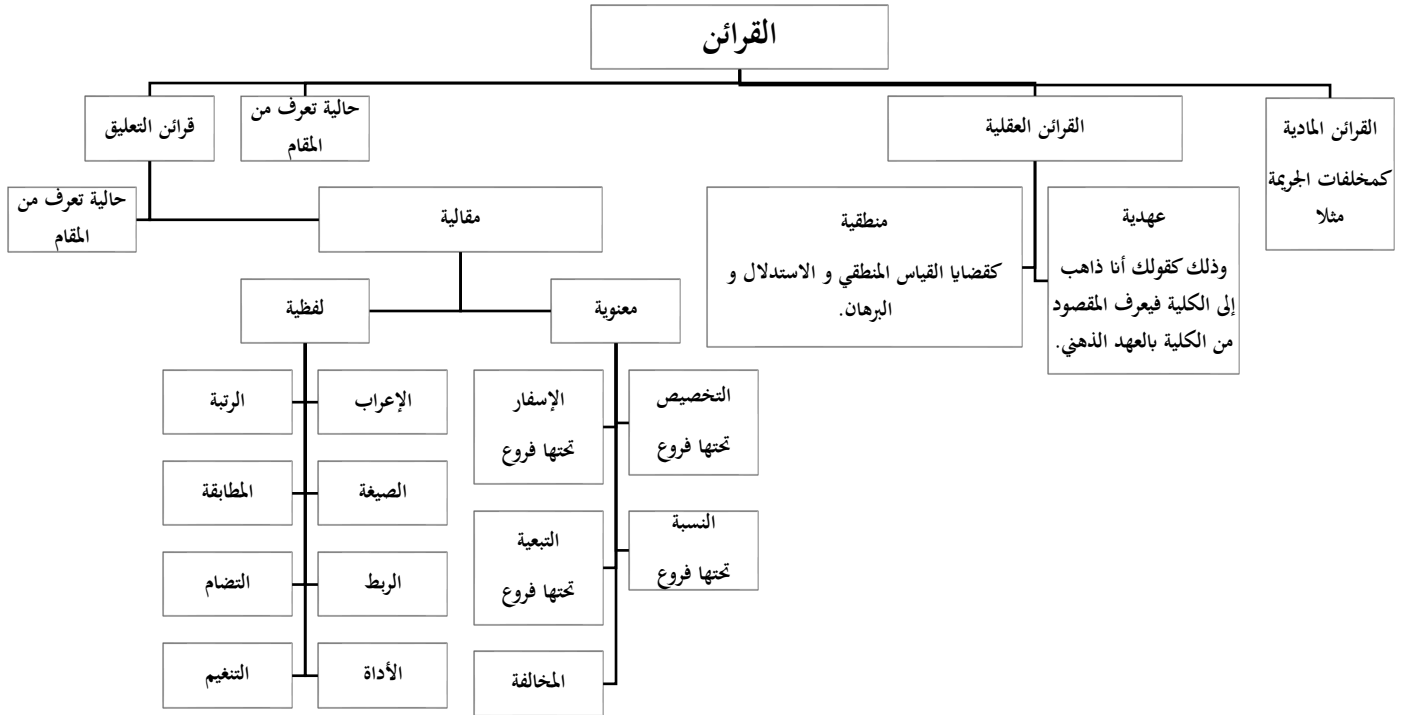 القرائن
القرائن المادية
كمخلفات الجريمة
مثلا
القرائن العقلية
حالية تعرف من
المقام
قرائن التعليق
عهدية
وذلك كقولك أنا ذاهب
إلى الكلية فيعرف المقصود
من الكلية بالعهد الذهني.
منطقية
كقضايا القياس المنطقي و الاستدلال و
البرهان.
مقالية
حالية تعرف من
المقام
معنوية
لفظية
التخصيص
تحتها فروع
الإسفار
تحتها فروع
النسبة
تحتها فروع
التبعية
تحتها فروع
المخالفة
الإعراب
الرتبة
الصيغة
المطابقة
الربط
التضام
الأداة
التنغيم